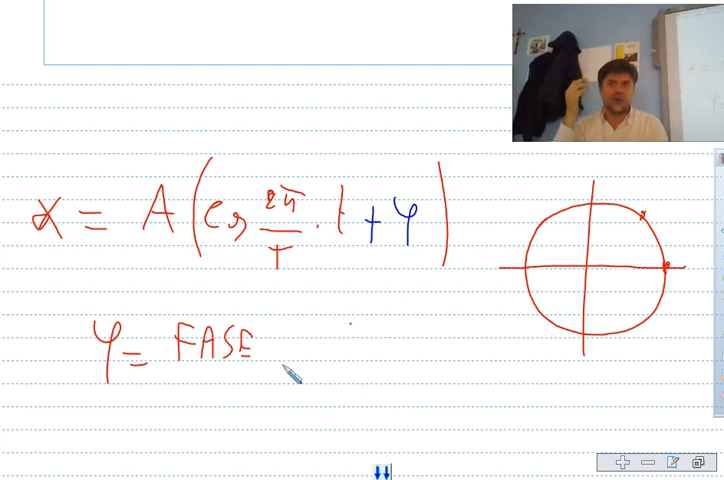 x = A (cos 2π/T · t + φ)
φ = FASE